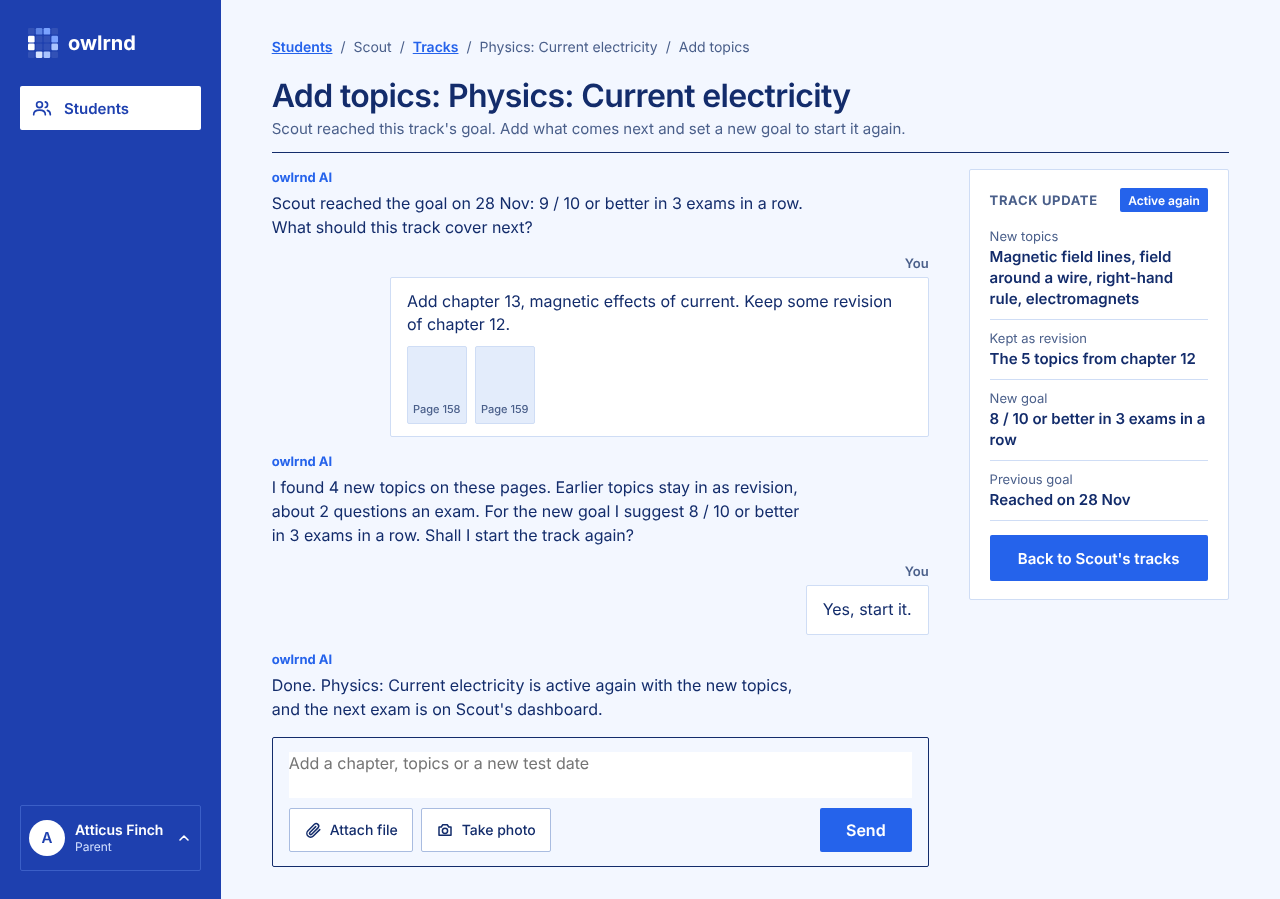 owlrnd
Students
Students / Scout / Tracks / Physics: Current electricity / Add topics
Add topics: Physics: Current electricity
Scout reached this track's goal. Add what comes next and set a new goal to start it again.
owlrnd AI
Scout reached the goal on 28 Nov: 9 / 10 or better in 3 exams in a row.
What should this track cover next?
You
Add chapter 13, magnetic effects of current. Keep some revision
of chapter 12.
Page 158
Page 159
owlrnd AI
I found 4 new topics on these pages. Earlier topics stay in as revision,
about 2 questions an exam. For the new goal I suggest 8 / 10 or better
in 3 exams in a row. Shall I start the track again?
You
Yes, start it.
owlrnd AI
Done. Physics: Current electricity is active again with the new topics,
and the next exam is on Scout's dashboard.
Add a chapter, topics or a new test date
Attach file
Take photo
Send
TRACK UPDATE
Active again
New topics
Magnetic field lines, field
around a wire, right-hand
rule, electromagnets
Kept as revision
The 5 topics from chapter 12
New goal
8 / 10 or better in 3 exams in a
row
Previous goal
Reached on 28 Nov
Back to Scout's tracks
A
Atticus Finch
Parent